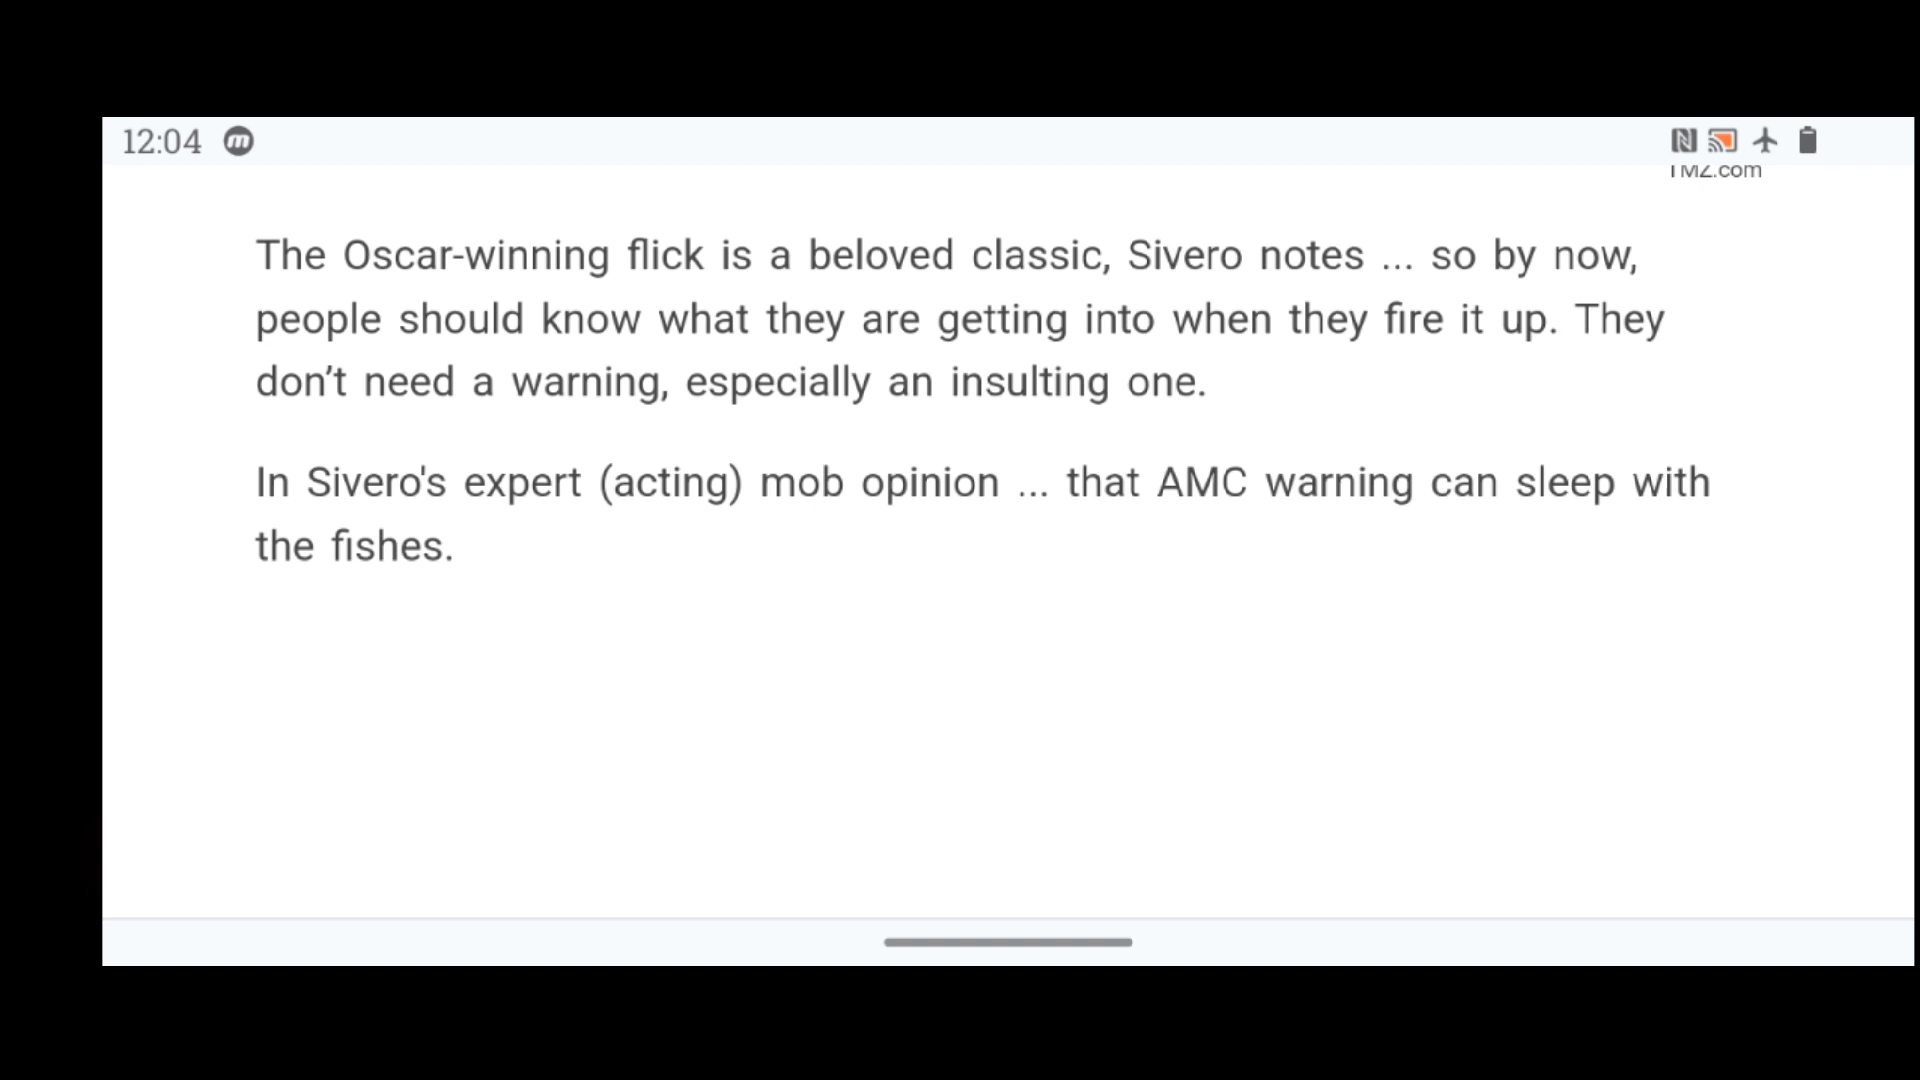 12:04
TMZ.com
The Oscar-winning flick is a beloved classic, Sivero notes ... so by now,
people should know what they are getting into when they fire it up. They
don’t need a warning, especially an insulting one.
In Sivero's expert (acting) mob opinion ... that AMC warning can sleep with
the fishes.